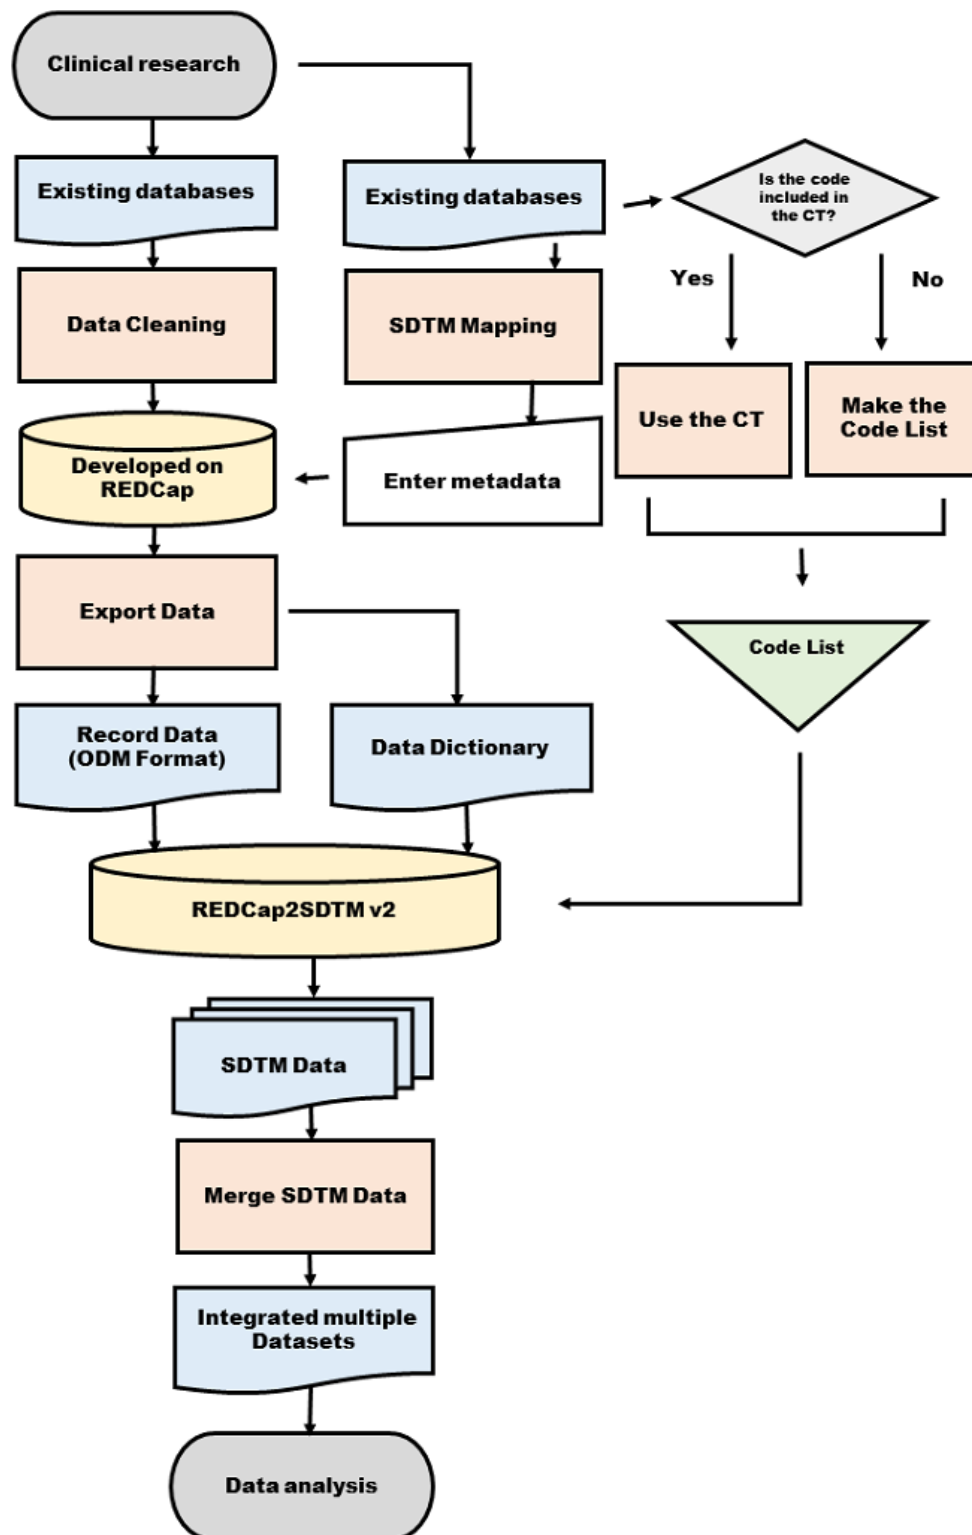 Clinical research
Existing databases
Existing databases
Is the code
included in
the CT?
Yes
No
Data Cleaning
SDTM Mapping
Use the CT
Make the
Code List
Developed on
REDCap
Enter metadata
Export Data
Code List
Record Data
(ODM Format)
Data Dictionary
REDCap2SDTM v2
SDTM Data
Merge SDTM Data
Integrated multiple
Datasets
Data analysis